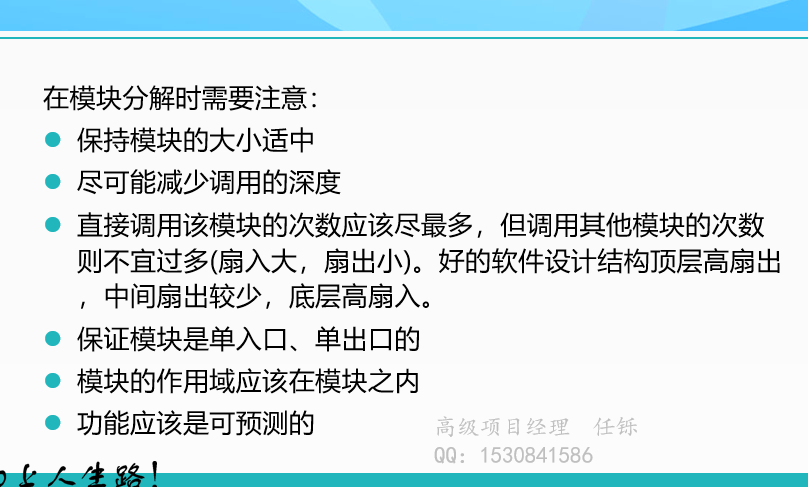 在模块分解时需要注意：
保持模块的大小适中
尽可能减少调用的深度
直接调用该模块的次数应该尽最多，但调用其他模块的次数
则不宜过多(扇入大，扇出小)。好的软件设计结构顶层高扇出
，中间扇出较少，底层高扇入。
保证模块是单入口、单出口的
模块的作用域应该在模块之内
功能应该是可预测的
高级项目经理 任铄
QQ：1530841586
上人生路！